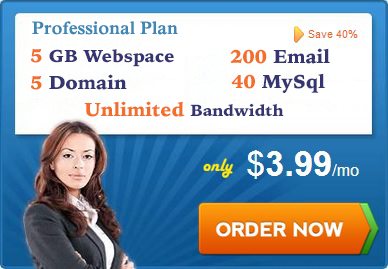 Professional Plan
Save 40%
5 GB Webspace
200 Email
5 Domain
40 MySql
Unlimited Bandwidth
only $3.99/mo
ORDER NOW